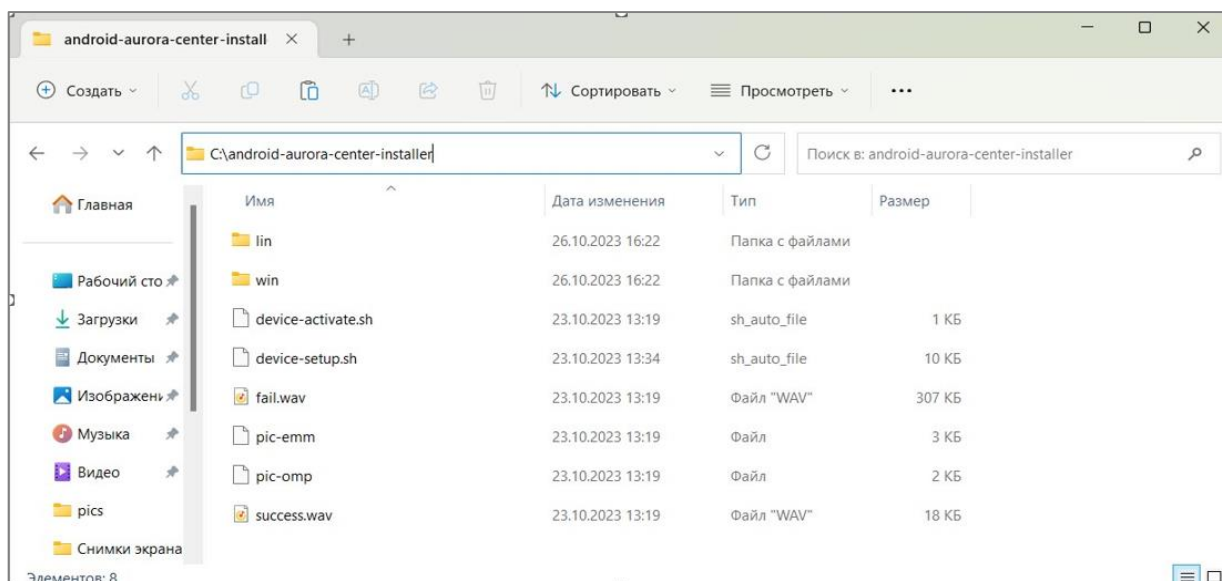 android-aurora-center-install
Создать
Сортировать
Просмотреть
C:\android-aurora-center-installer
Поиск в: android-aurora-center-installer
Главная
Рабочий сто
Загрузки
Документы
Изображени
Музыка
Видео
pics
Снимки экрана
Имя Дата изменения Тип Размер
lin 26.10.2023 16:22 Папка с файлами
win 26.10.2023 16:22 Папка с файлами
device-activate.sh 23.10.2023 13:19 sh_auto_file 1 КБ
device-setup.sh 23.10.2023 13:34 sh_auto_file 10 КБ
fail.wav 23.10.2023 13:19 Файл "WAV" 307 КБ
pic-emm 23.10.2023 13:19 Файл 3 КБ
pic-omp 23.10.2023 13:19 Файл 2 КБ
success.wav 23.10.2023 13:19 Файл "WAV" 18 КБ
Элементов: 8